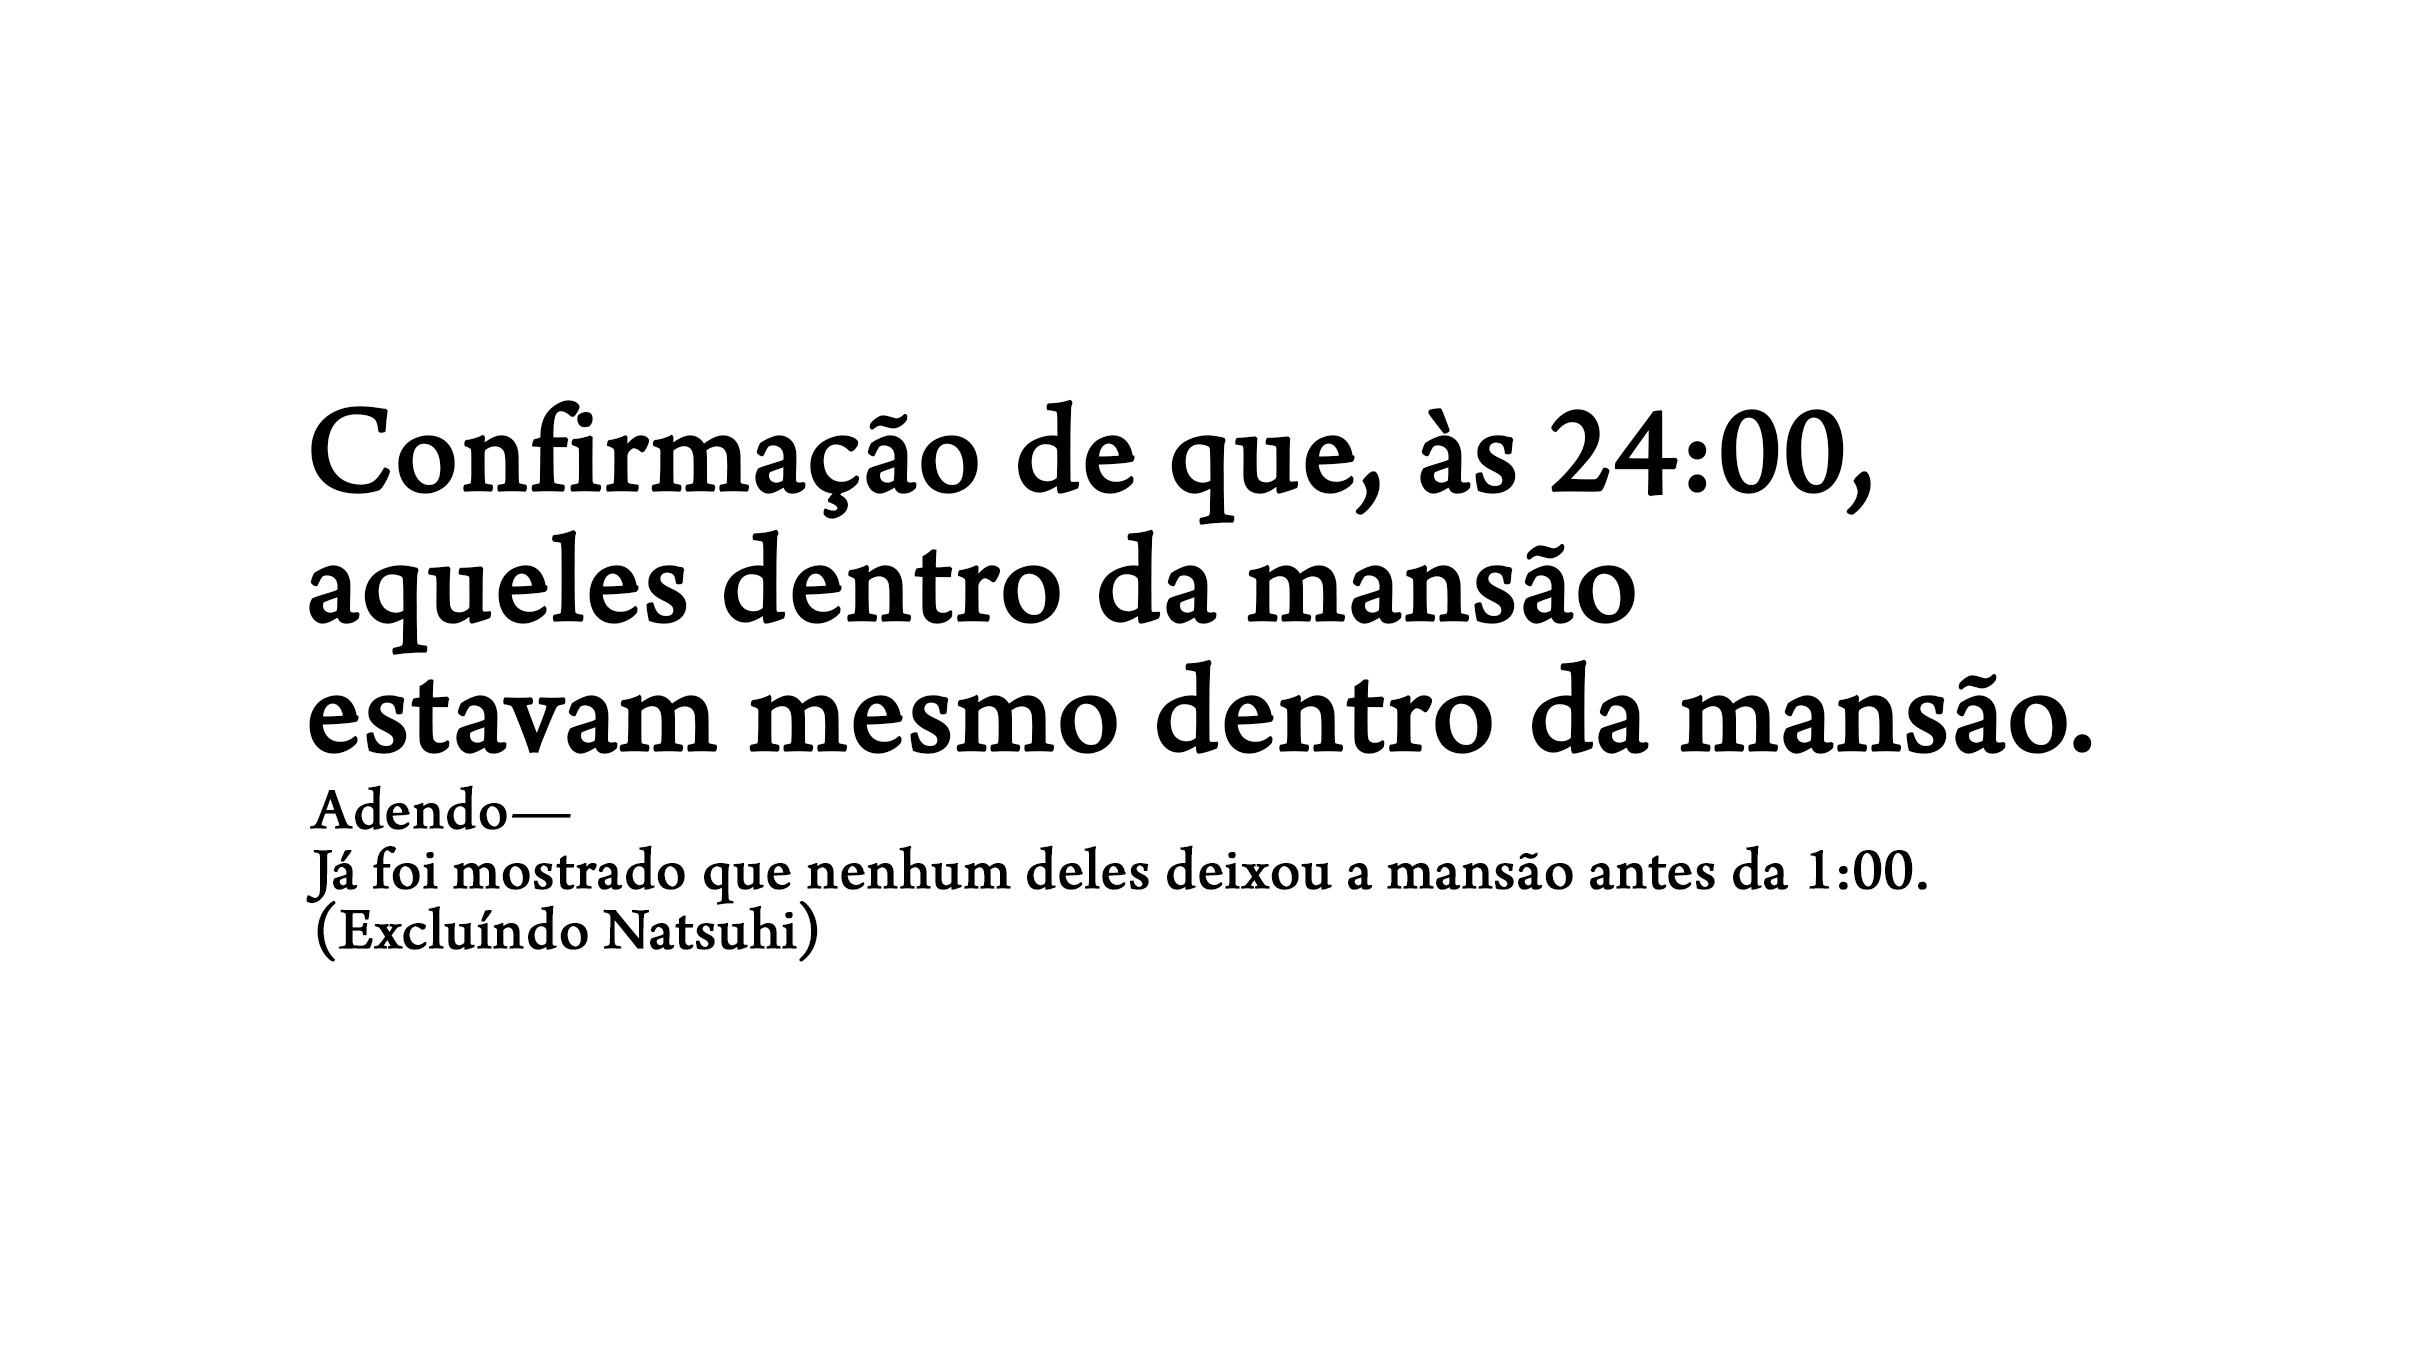 Confirmação de que, às 24:00,
aqueles dentro da mansão
estavam mesmo dentro da mansão.
Adendo—
Já foi mostrado que nenhum deles deixou a mansão antes da 1:00.
(Excluíndo Natsuhi)